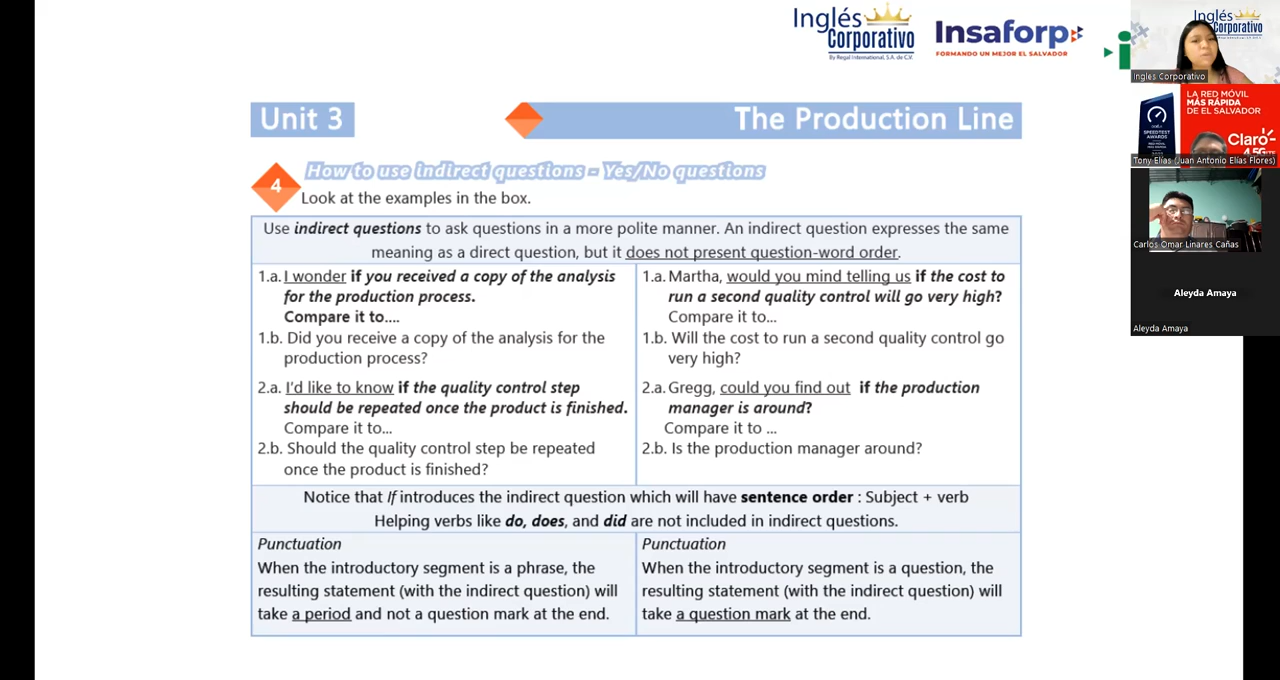 Inglés
Corporativo
By Regal International, S.A. de C.V.
Insaforp
FORMANDO UN MEJOR EL SALVADOR
i
Unit 3
The Production Line
4
How to use indirect questions - Yes/No questions
Look at the examples in the box.
Use indirect questions to ask questions in a more polite manner. An indirect question expresses the same
meaning as a direct question, but it does not present question-word order.
1.a. I wonder if you received a copy of the analysis
for the production process.
Compare it to....
1.b. Did you receive a copy of the analysis for the
production process?
2.a. I'd like to know if the quality control step
should be repeated once the product is finished.
Compare it to...
2.b. Should the quality control step be repeated
once the product is finished?
1.a. Martha, would you mind telling us if the cost to
run a second quality control will go very high?
Compare it to...
1.b. Will the cost to run a second quality control go
very high?
2.a. Gregg, could you find out if the production
manager is around?
Compare it to ...
2.b. Is the production manager around?
Notice that If introduces the indirect question which will have sentence order : Subject + verb
Helping verbs like do, does, and did are not included in indirect questions.
Punctuation
When the introductory segment is a phrase, the
resulting statement (with the indirect question) will
take a period and not a question mark at the end.
Punctuation
When the introductory segment is a question, the
resulting statement (with the indirect question) will
take a question mark at the end.
Inglés
Corporativo
Ingles Corporativo
LA RED MÓVIL
MÁS RÁPIDA
DE EL SALVADOR
SPEEDTEST
AWARDS
Claro
4.5G
Tony Elías (Juan Antonio Elías Flores)
Carlos Omar Linares Cañas
Aleyda Amaya
Aleyda Amaya